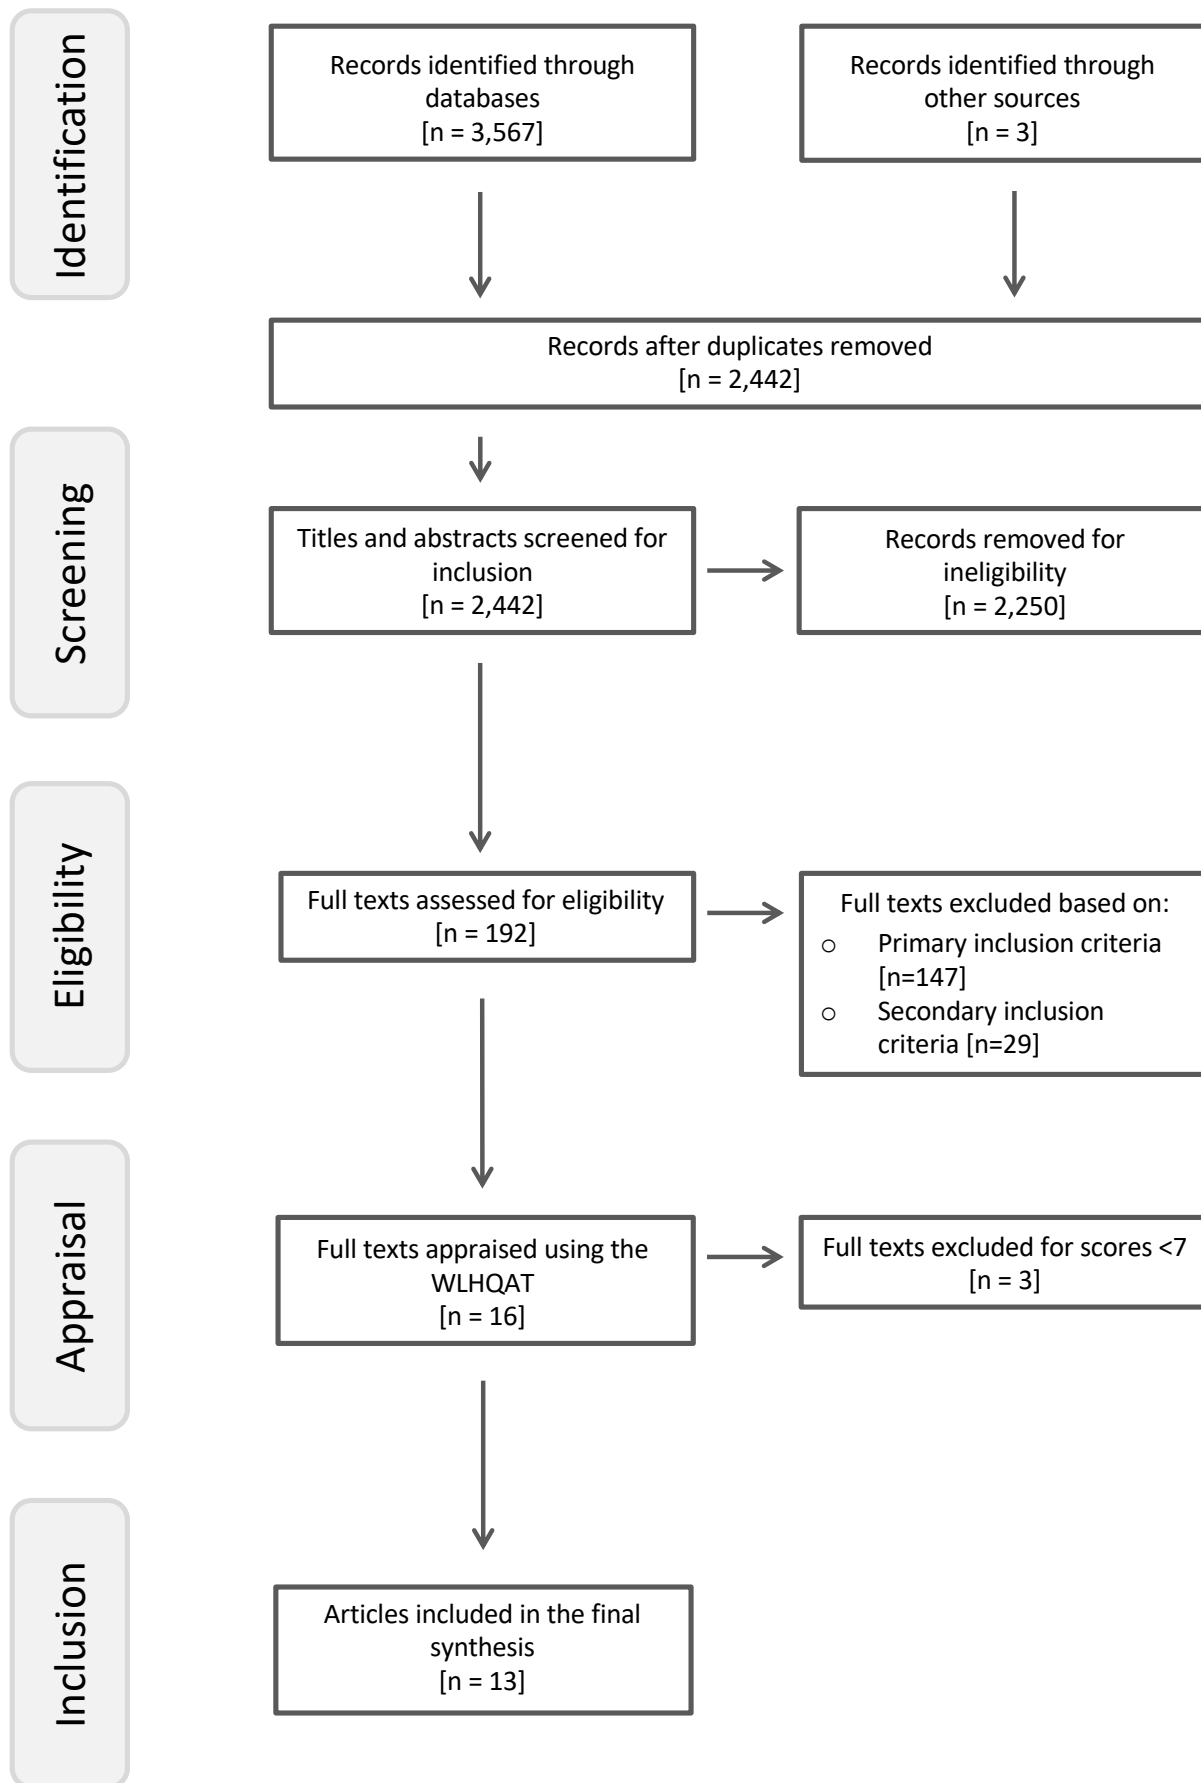 Identification
Records identified through
databases
[n = 3,567]
Records identified through
other sources
[n = 3]
Records after duplicates removed
[n = 2,442]
Screening
Titles and abstracts screened for
inclusion
[n = 2,442]
Records removed for
ineligibility
[n = 2,250]
Eligibility
Full texts assessed for eligibility
[n = 192]
Full texts excluded based on:
o Primary inclusion criteria
[n=147]
o Secondary inclusion
criteria [n=29]
Appraisal
Full texts appraised using the
WLHQAT
[n = 16]
Full texts excluded for scores <7
[n = 3]
Inclusion
Articles included in the final
synthesis
[n = 13]